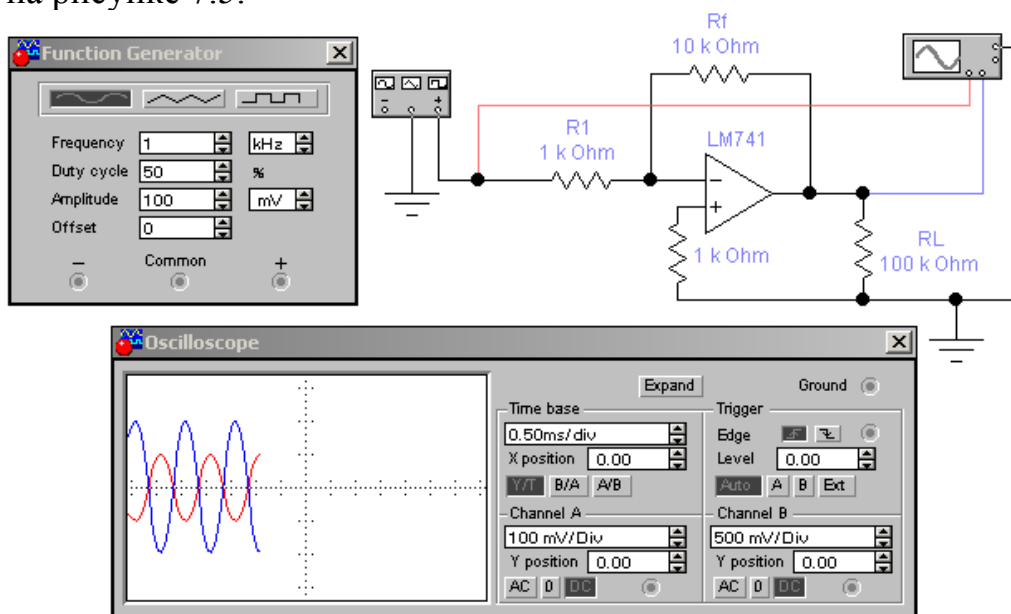 на рисунке 7.5.
Function Generator
Frequency 1 kHz
Duty cycle 50 %
Amplitude 100 mV
Offset 0
− Common +
Rf
10 k Ohm
R1
1 k Ohm
LM741
1 k Ohm
RL
100 k Ohm
Oscilloscope
Expand Ground
Time base
0.50ms/div
X position 0.00
Y/T B/A A/B
Trigger
Edge
Level 0.00
Auto A B Ext
Channel A
100 mV/Div
Y position 0.00
AC 0 DC
Channel B
500 mV/Div
Y position 0.00
AC 0 DC